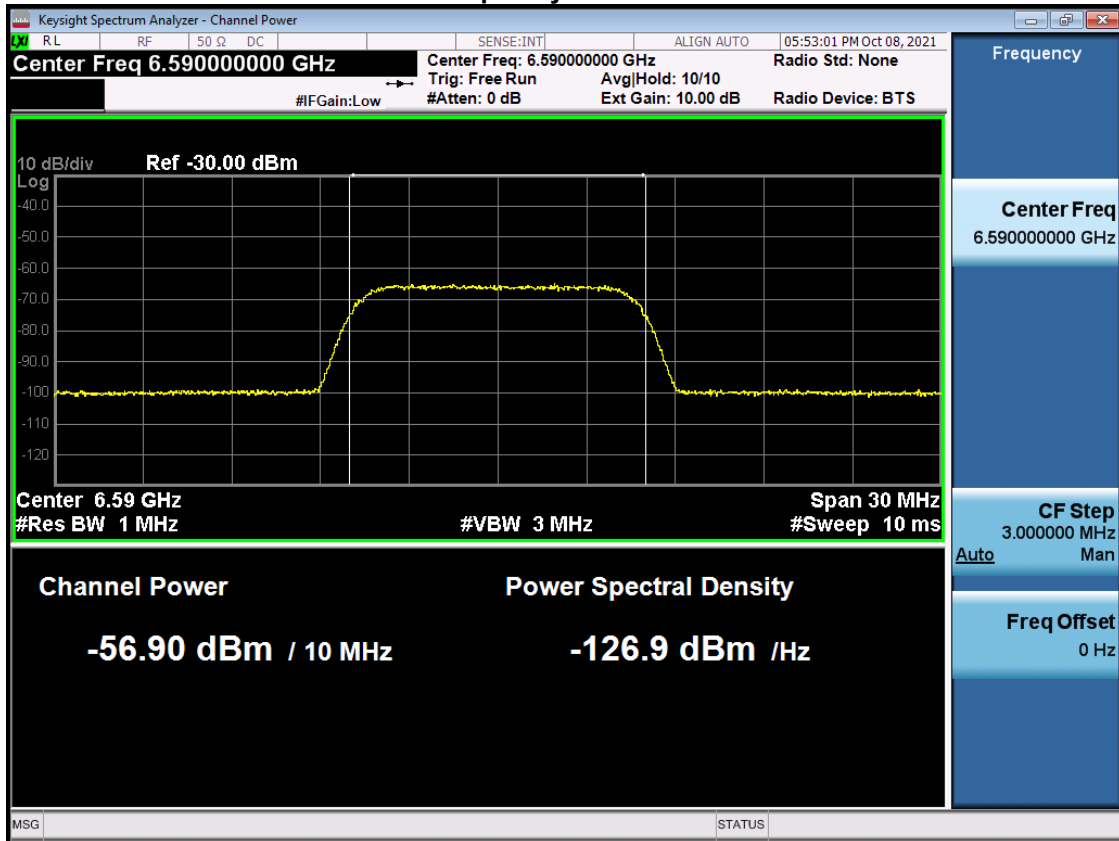 Keysight Spectrum Analyzer - Channel Power
LXI RL RF 50 Ω DC SENSE:INT ALIGN AUTO 05:53:01 PM Oct 08, 2021
Center Freq 6.590000000 GHz
#IFGain:Low
Center Freq: 6.590000000 GHz Radio Std: None
Trig: Free Run Avg|Hold: 10/10
#Atten: 0 dB Ext Gain: 10.00 dB Radio Device: BTS
10 dB/div Ref -30.00 dBm
Log
-40.0
-50.0
-60.0
-70.0
-80.0
-90.0
-100
-110
-120
Center 6.59 GHz Span 30 MHz
#Res BW 1 MHz #VBW 3 MHz #Sweep 10 ms
Channel Power Power Spectral Density
-56.90 dBm / 10 MHz -126.9 dBm /Hz
Frequency
Center Freq
6.590000000 GHz
CF Step
3.000000 MHz
Auto Man
Freq Offset
0 Hz
MSG STATUS